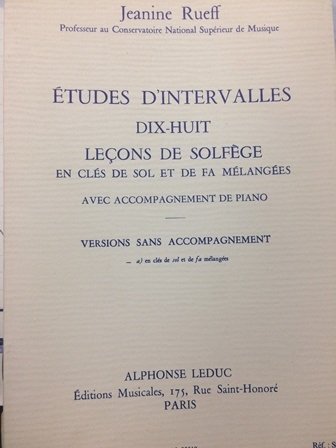 Jeanine Rueff
Professeur au Conservatoire National Supérieur de Musique
ÉTUDES D'INTERVALLES
DIX-HUIT
LEÇONS DE SOLFÈGE
EN CLÉS DE SOL ET DE FA MÉLANGÉES
AVEC ACCOMPAGNEMENT DE PIANO
VERSIONS SANS ACCOMPAGNEMENT
– a) en clés de sol et de fa mélangées
ALPHONSE LEDUC
Éditions Musicales, 175, Rue Saint-Honoré
PARIS
Réf. : S